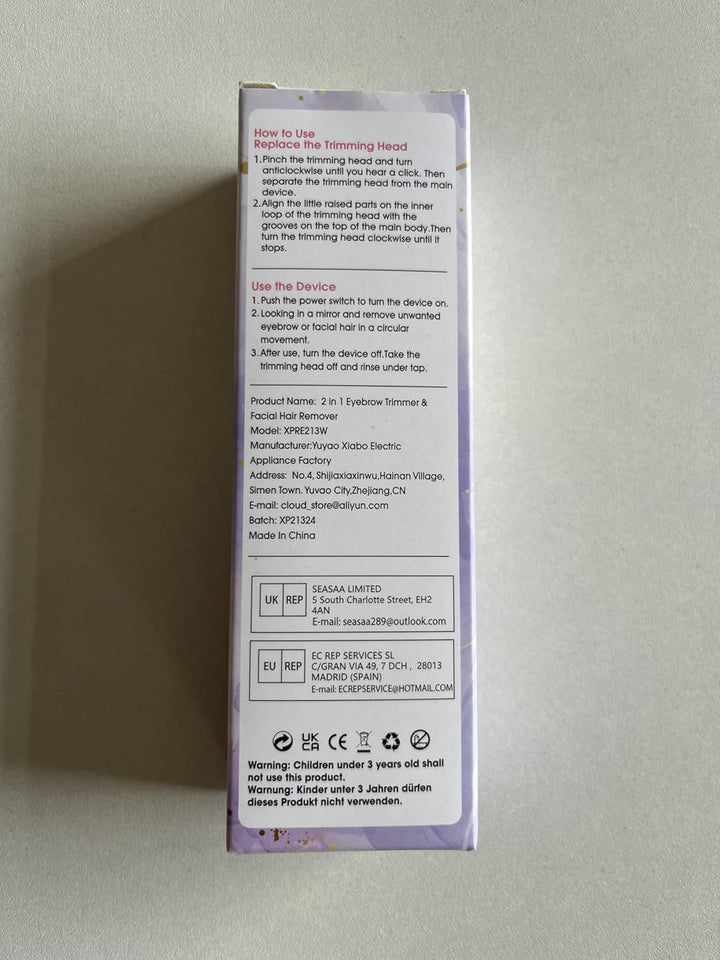 How to Use
Replace the Trimming Head
1.Pinch the trimming head and turn
anticlockwise until you hear a click. Then
separate the trimming head from the main
device.
2.Align the little raised parts on the inner
loop of the trimming head with the
grooves on the top of the main body.Then
turn the trimming head clockwise until it
stops.
Use the Device
1. Push the power switch to turn the device on.
2. Looking in a mirror and remove unwanted
eyebrow or facial hair in a circular
movement.
3. After use, turn the device off.Take the
trimming head off and rinse under tap.
Product Name: 2 in 1 Eyebrow Trimmer &
Facial Hair Remover
Model: XPRE213W
Manufacturer:Yuyao Xiabo Electric
Appliance Factory
Address: No.4, Shijiaxiaxinwu,Hainan Village,
Simen Town. Yuvao City,Zhejiang,CN
E-mail: cloud_store@aliyun.com
Batch: XP21324
Made In China
UK REP
SEASAA LIMITED
5 South Charlotte Street, EH2
4AN
E-mail: seasaa289@outlook.com
EU REP
EC REP SERVICES SL
C/GRAN VIA 49, 7 DCH , 28013
MADRID (SPAIN)
E-mail: ECREPSERVICE@HOTMAIL.COM
UK
CA CE
Warning: Children under 3 years old shall
not use this product.
Warnung: Kinder unter 3 Jahren dürfen
dieses Produkt nicht verwenden.